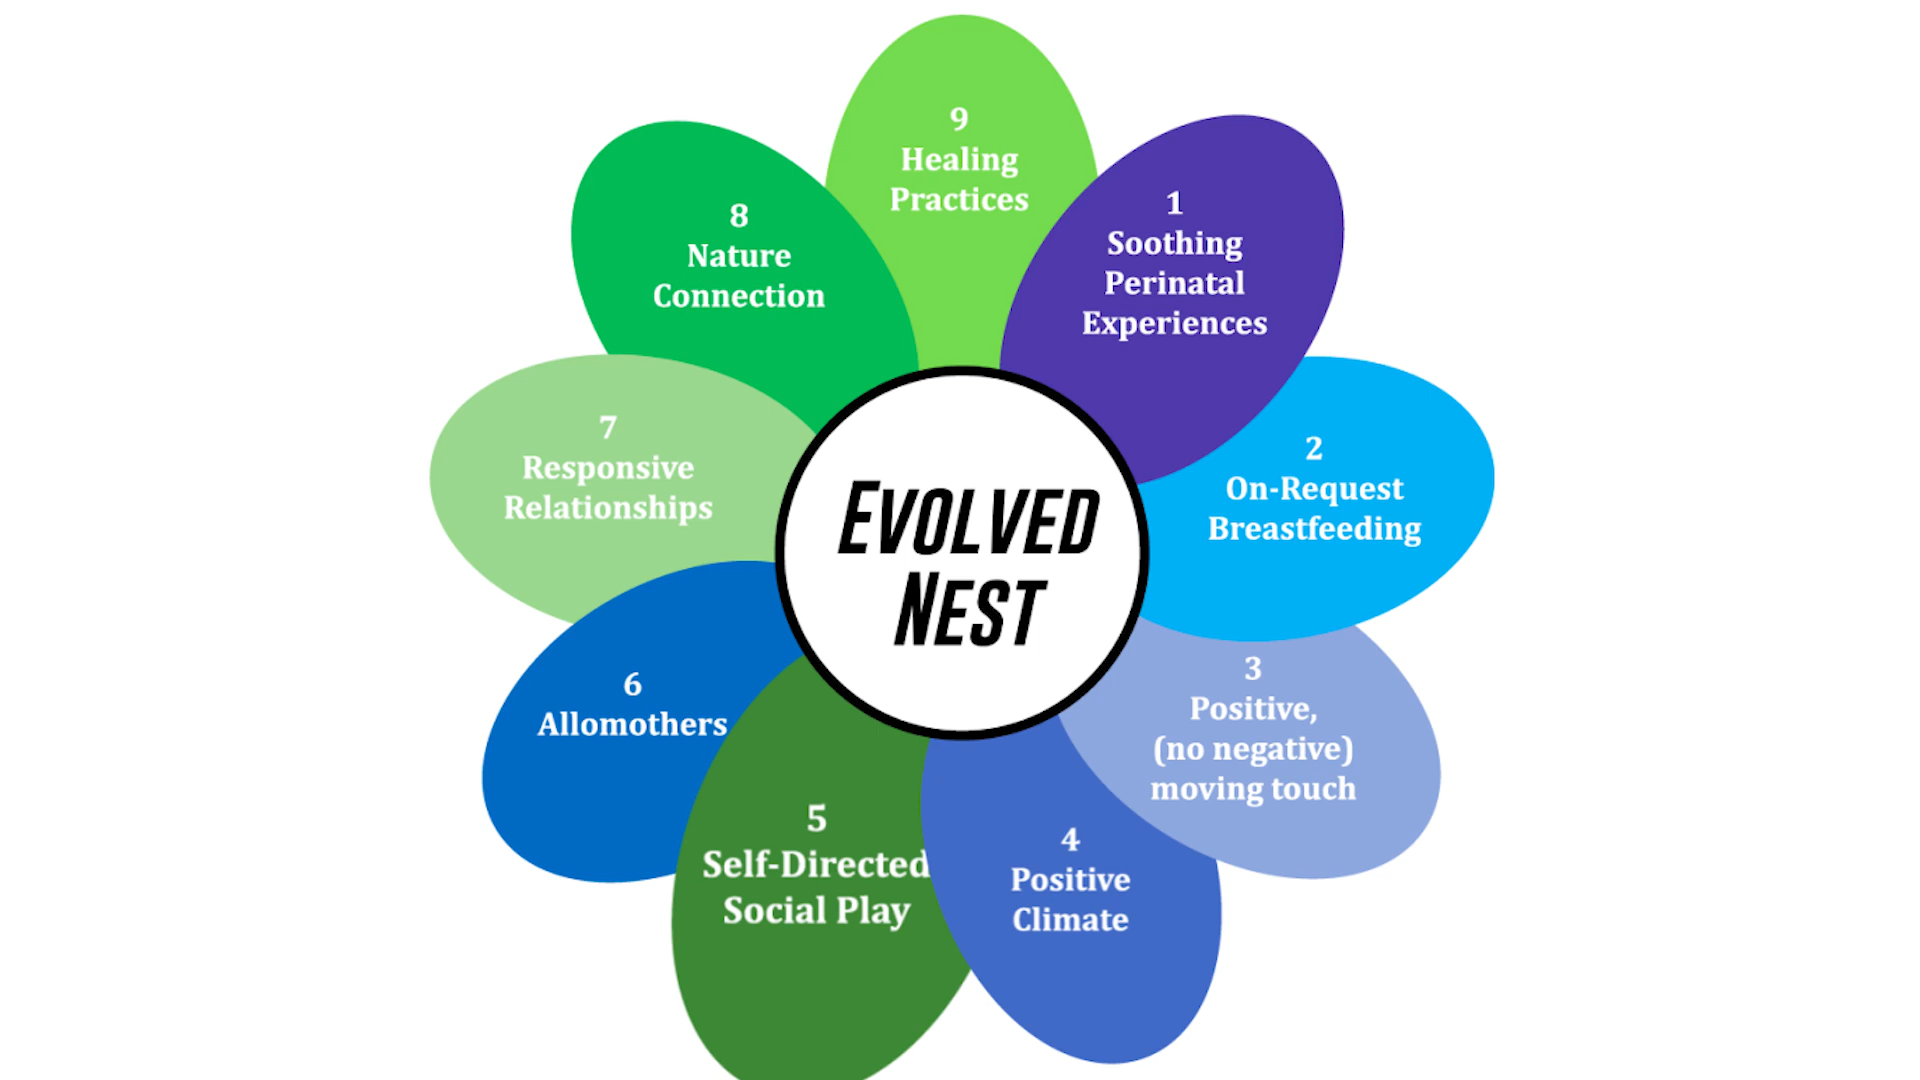 EVOLVED
NEST
1
Soothing
Perinatal
Experiences
2
On-Request
Breastfeeding
3
Positive,
(no negative)
moving touch
4
Positive
Climate
5
Self-Directed
Social Play
6
Allomothers
7
Responsive
Relationships
8
Nature
Connection
9
Healing
Practices